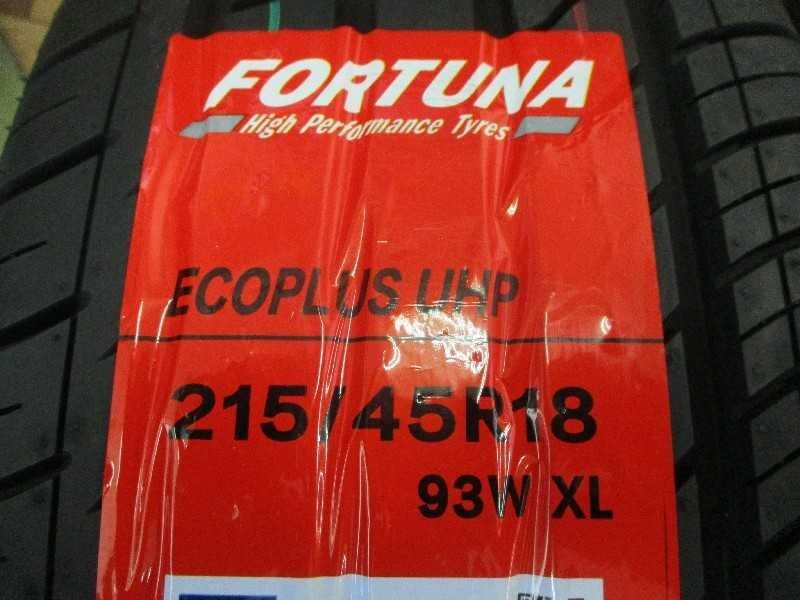 FORTUNA
High Performance Tyres
ECOPLUS UHP
215/45R18
93W XL